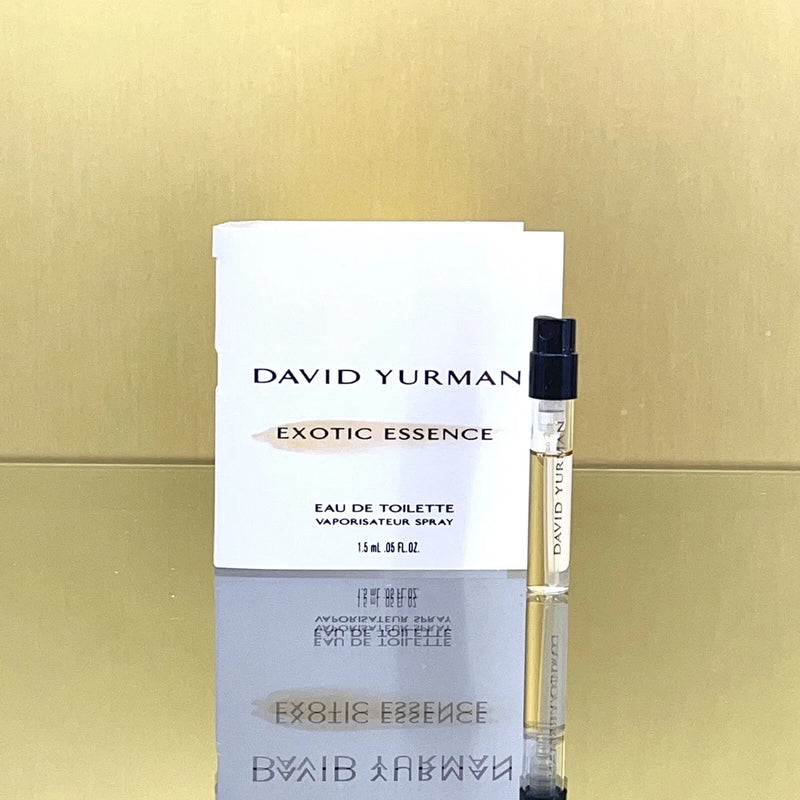 DAVID YURMAN
EXOTIC ESSENCE
EAU DE TOILETTE
VAPORISATEUR SPRAY
1.5 mL .05 FL.OZ.
DAVID YURMAN